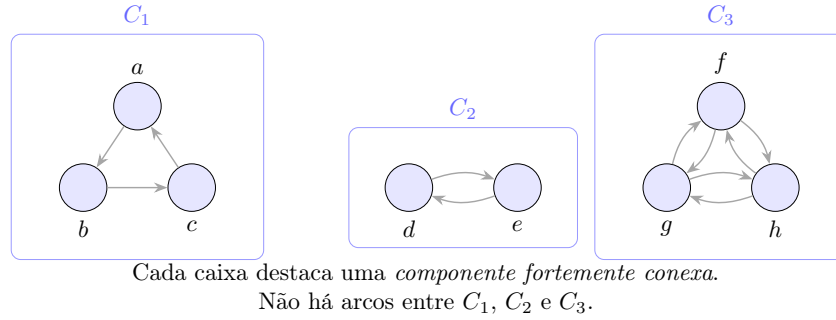 C1
C3
a
f
C2
b
c
d
e
g
h
Cada caixa destaca uma componente fortemente conexa.
Não há arcos entre C1, C2 e C3.